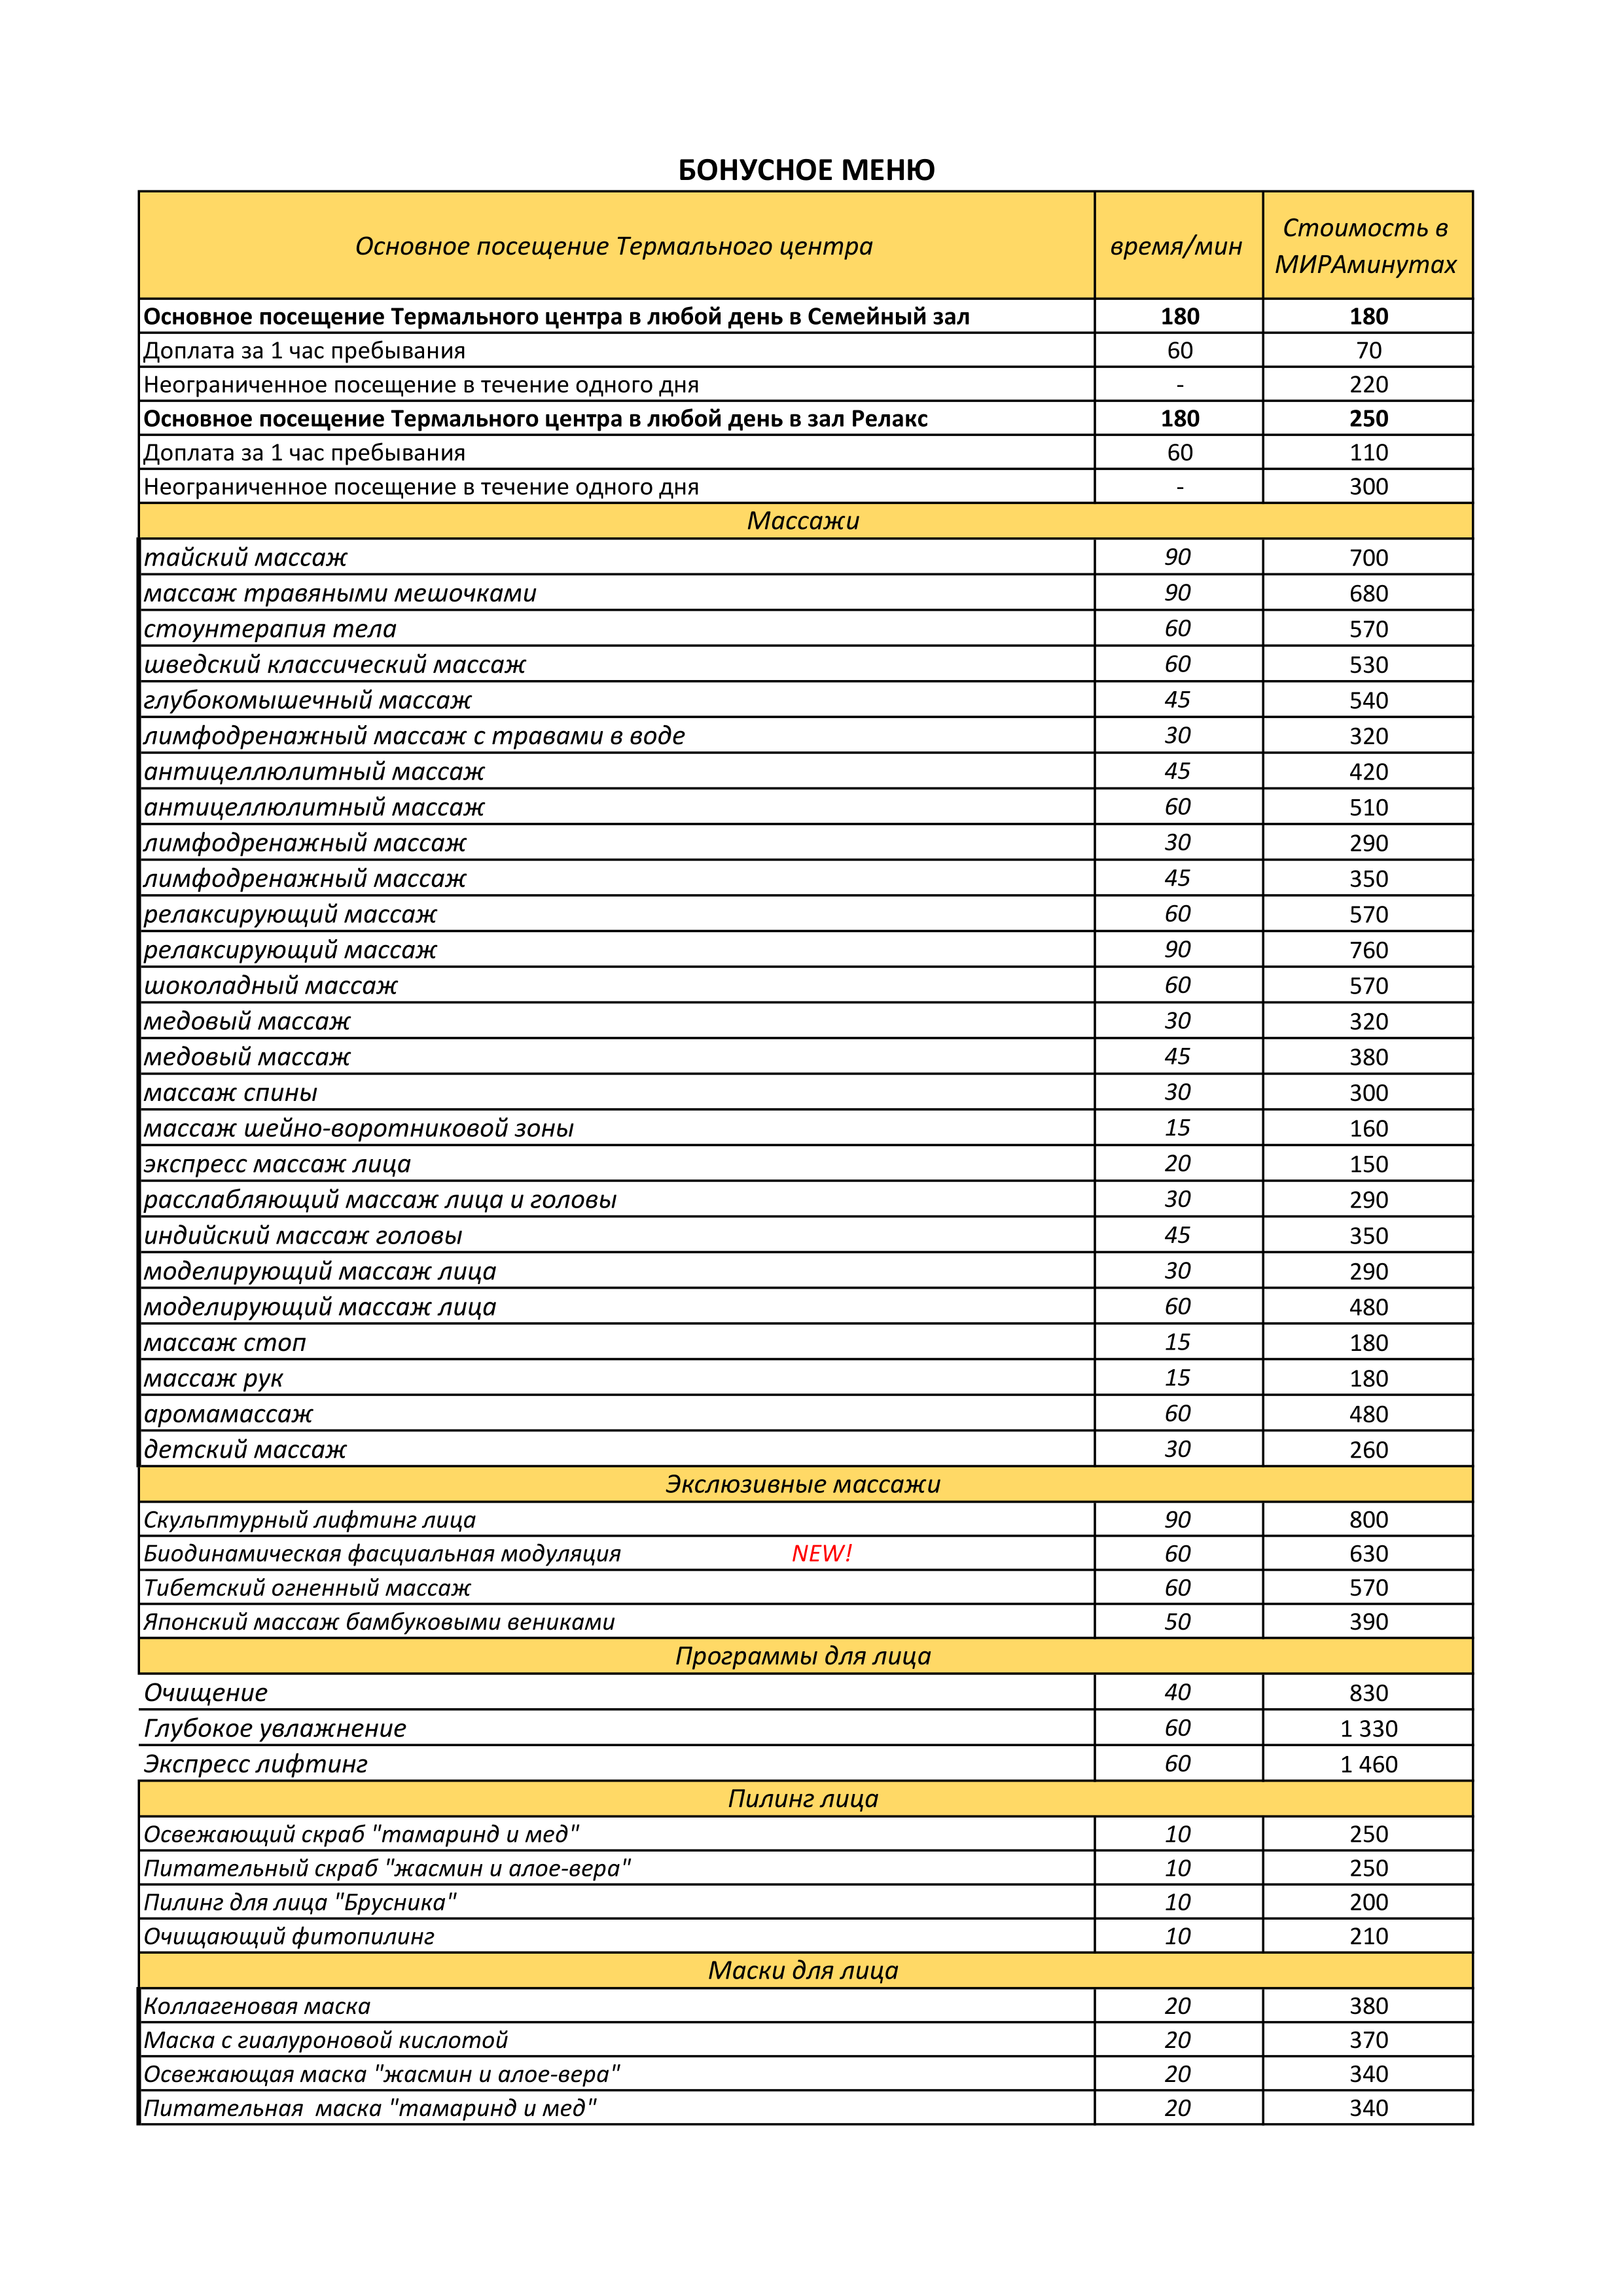 БОНУСНОЕ МЕНЮ
Основное посещение Термального центра время/мин Стоимость в МИРАминутах
Основное посещение Термального центра в любой день в Семейный зал 180 180
Доплата за 1 час пребывания 60 70
Неограниченное посещение в течение одного дня - 220
Основное посещение Термального центра в любой день в зал Релакс 180 250
Доплата за 1 час пребывания 60 110
Неограниченное посещение в течение одного дня - 300
Массажи
тайский массаж 90 700
массаж травяными мешочками 90 680
стоунтерапия тела 60 570
шведский классический массаж 60 530
глубокомышечный массаж 45 540
лимфодренажный массаж с травами в воде 30 320
антицеллюлитный массаж 45 420
антицеллюлитный массаж 60 510
лимфодренажный массаж 30 290
лимфодренажный массаж 45 350
релаксирующий массаж 60 570
релаксирующий массаж 90 760
шоколадный массаж 60 570
медовый массаж 30 320
медовый массаж 45 380
массаж спины 30 300
массаж шейно-воротниковой зоны 15 160
экспресс массаж лица 20 150
расслабляющий массаж лица и головы 30 290
индийский массаж головы 45 350
моделирующий массаж лица 30 290
моделирующий массаж лица 60 480
массаж стоп 15 180
массаж рук 15 180
аромамассаж 60 480
детский массаж 30 260
Экслюзивные массажи
Скульптурный лифтинг лица 90 800
Биодинамическая фасциальная модуляция NEW! 60 630
Тибетский огненный массаж 60 570
Японский массаж бамбуковыми вениками 50 390
Программы для лица
Очищение 40 830
Глубокое увлажнение 60 1 330
Экспресс лифтинг 60 1 460
Пилинг лица
Освежающий скраб "тамаринд и мед" 10 250
Питательный скраб "жасмин и алое-вера" 10 250
Пилинг для лица "Брусника" 10 200
Очищающий фитопилинг 10 210
Маски для лица
Коллагеновая маска 20 380
Маска с гиалуроновой кислотой 20 370
Освежающая маска "жасмин и алое-вера" 20 340
Питательная маска "тамаринд и мед" 20 340